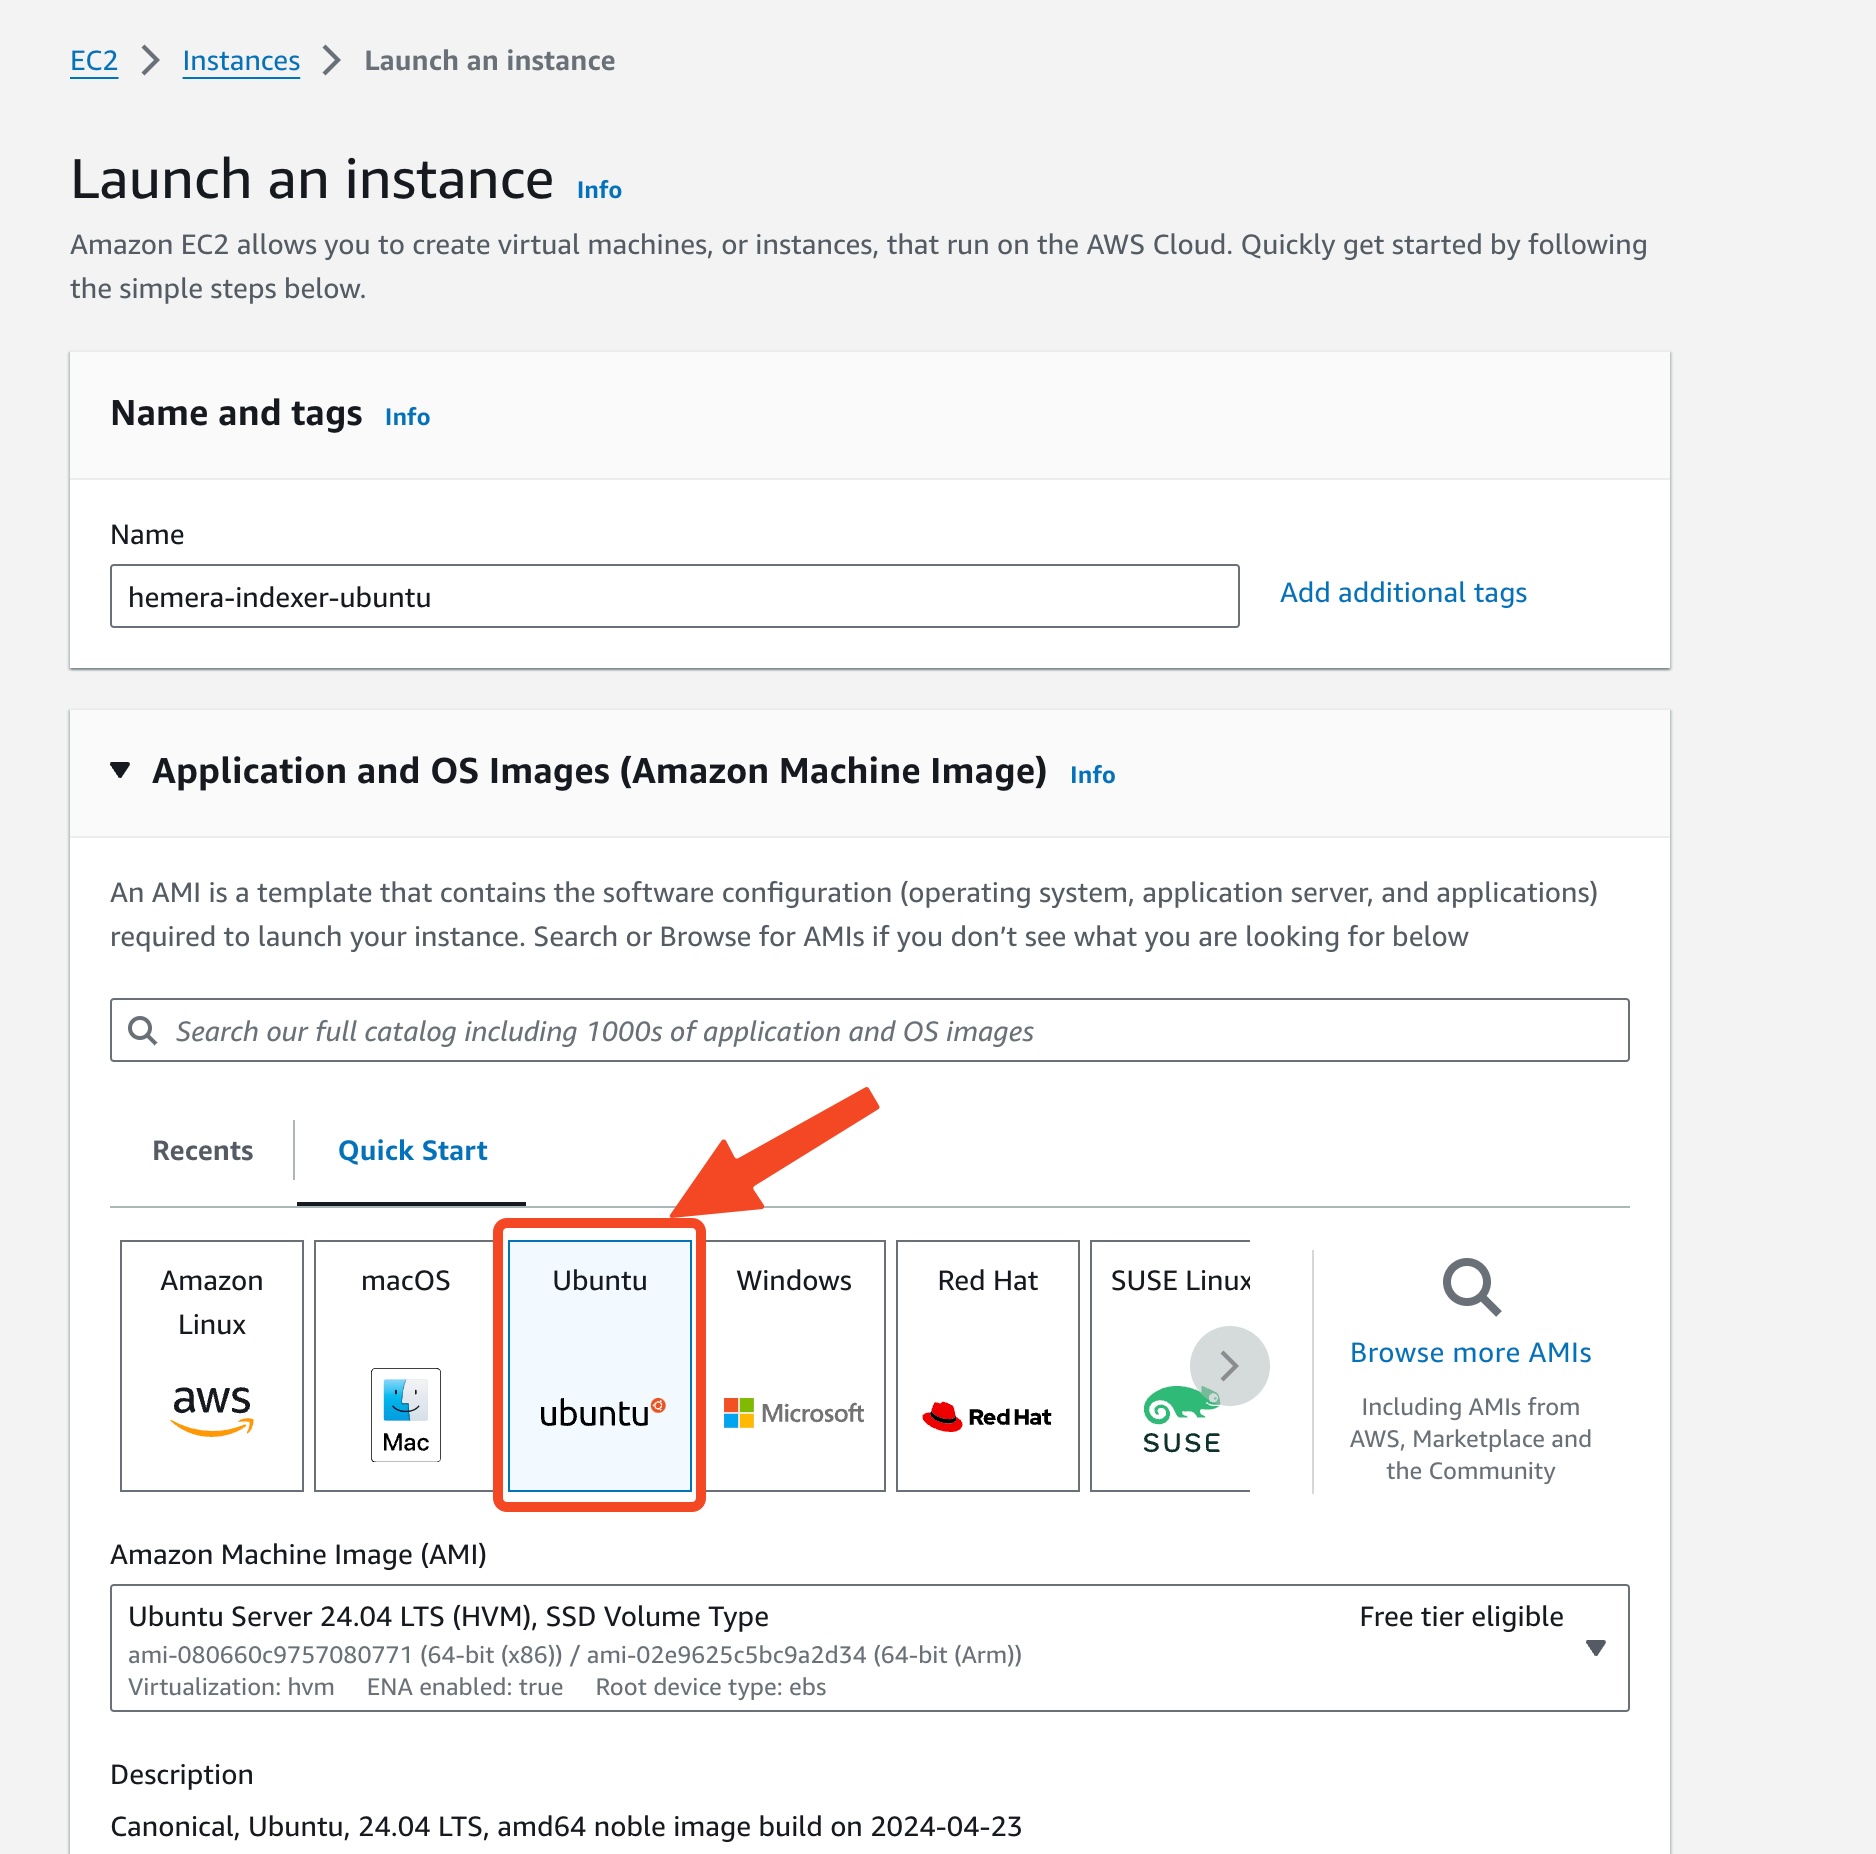 EC2 > Instances > Launch an instance
Launch an instance Info
Amazon EC2 allows you to create virtual machines, or instances, that run on the AWS Cloud. Quickly get started by following
the simple steps below.
Name and tags Info
Name
hemera-indexer-ubuntu
Add additional tags
Application and OS Images (Amazon Machine Image) Info
An AMI is a template that contains the software configuration (operating system, application server, and applications)
required to launch your instance. Search or Browse for AMIs if you don’t see what you are looking for below
Search our full catalog including 1000s of application and OS images
Recents
Quick Start
Amazon
Linux
aws
macOS
Mac
Ubuntu
ubuntu
Windows
Microsoft
Red Hat
Red Hat
SUSE Linux
SUSE
Browse more AMIs
Including AMIs from
AWS, Marketplace and
the Community
Amazon Machine Image (AMI)
Ubuntu Server 24.04 LTS (HVM), SSD Volume Type
Free tier eligible
ami-080660c9757080771 (64-bit (x86)) / ami-02e9625c5bc9a2d34 (64-bit (Arm))
Virtualization: hvm ENA enabled: true Root device type: ebs
Description
Canonical, Ubuntu, 24.04 LTS, amd64 noble image build on 2024-04-23